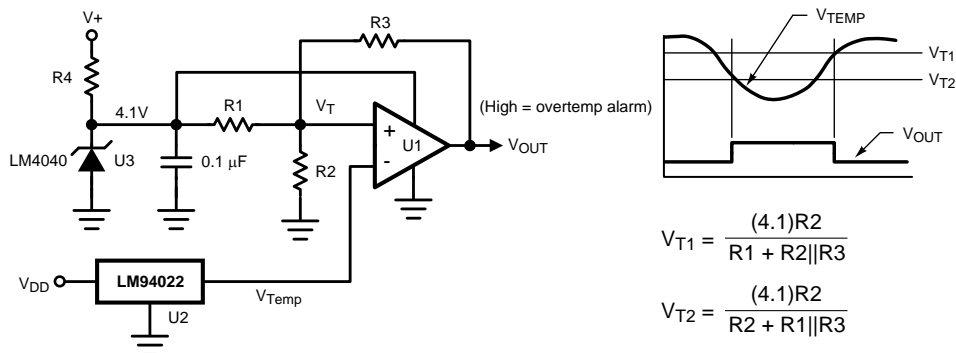 V+
R3
R4
4.1V
R1
VT
U1
+
-
(High = overtemp alarm)
VOUT
LM4040
U3
0.1 μF
R2
VDD
LM94022
U2
VTemp
VTEMP
VT1
VT2
VOUT
VT1 = (4.1)R2 / R1 + R2||R3
VT2 = (4.1)R2 / R2 + R1||R3